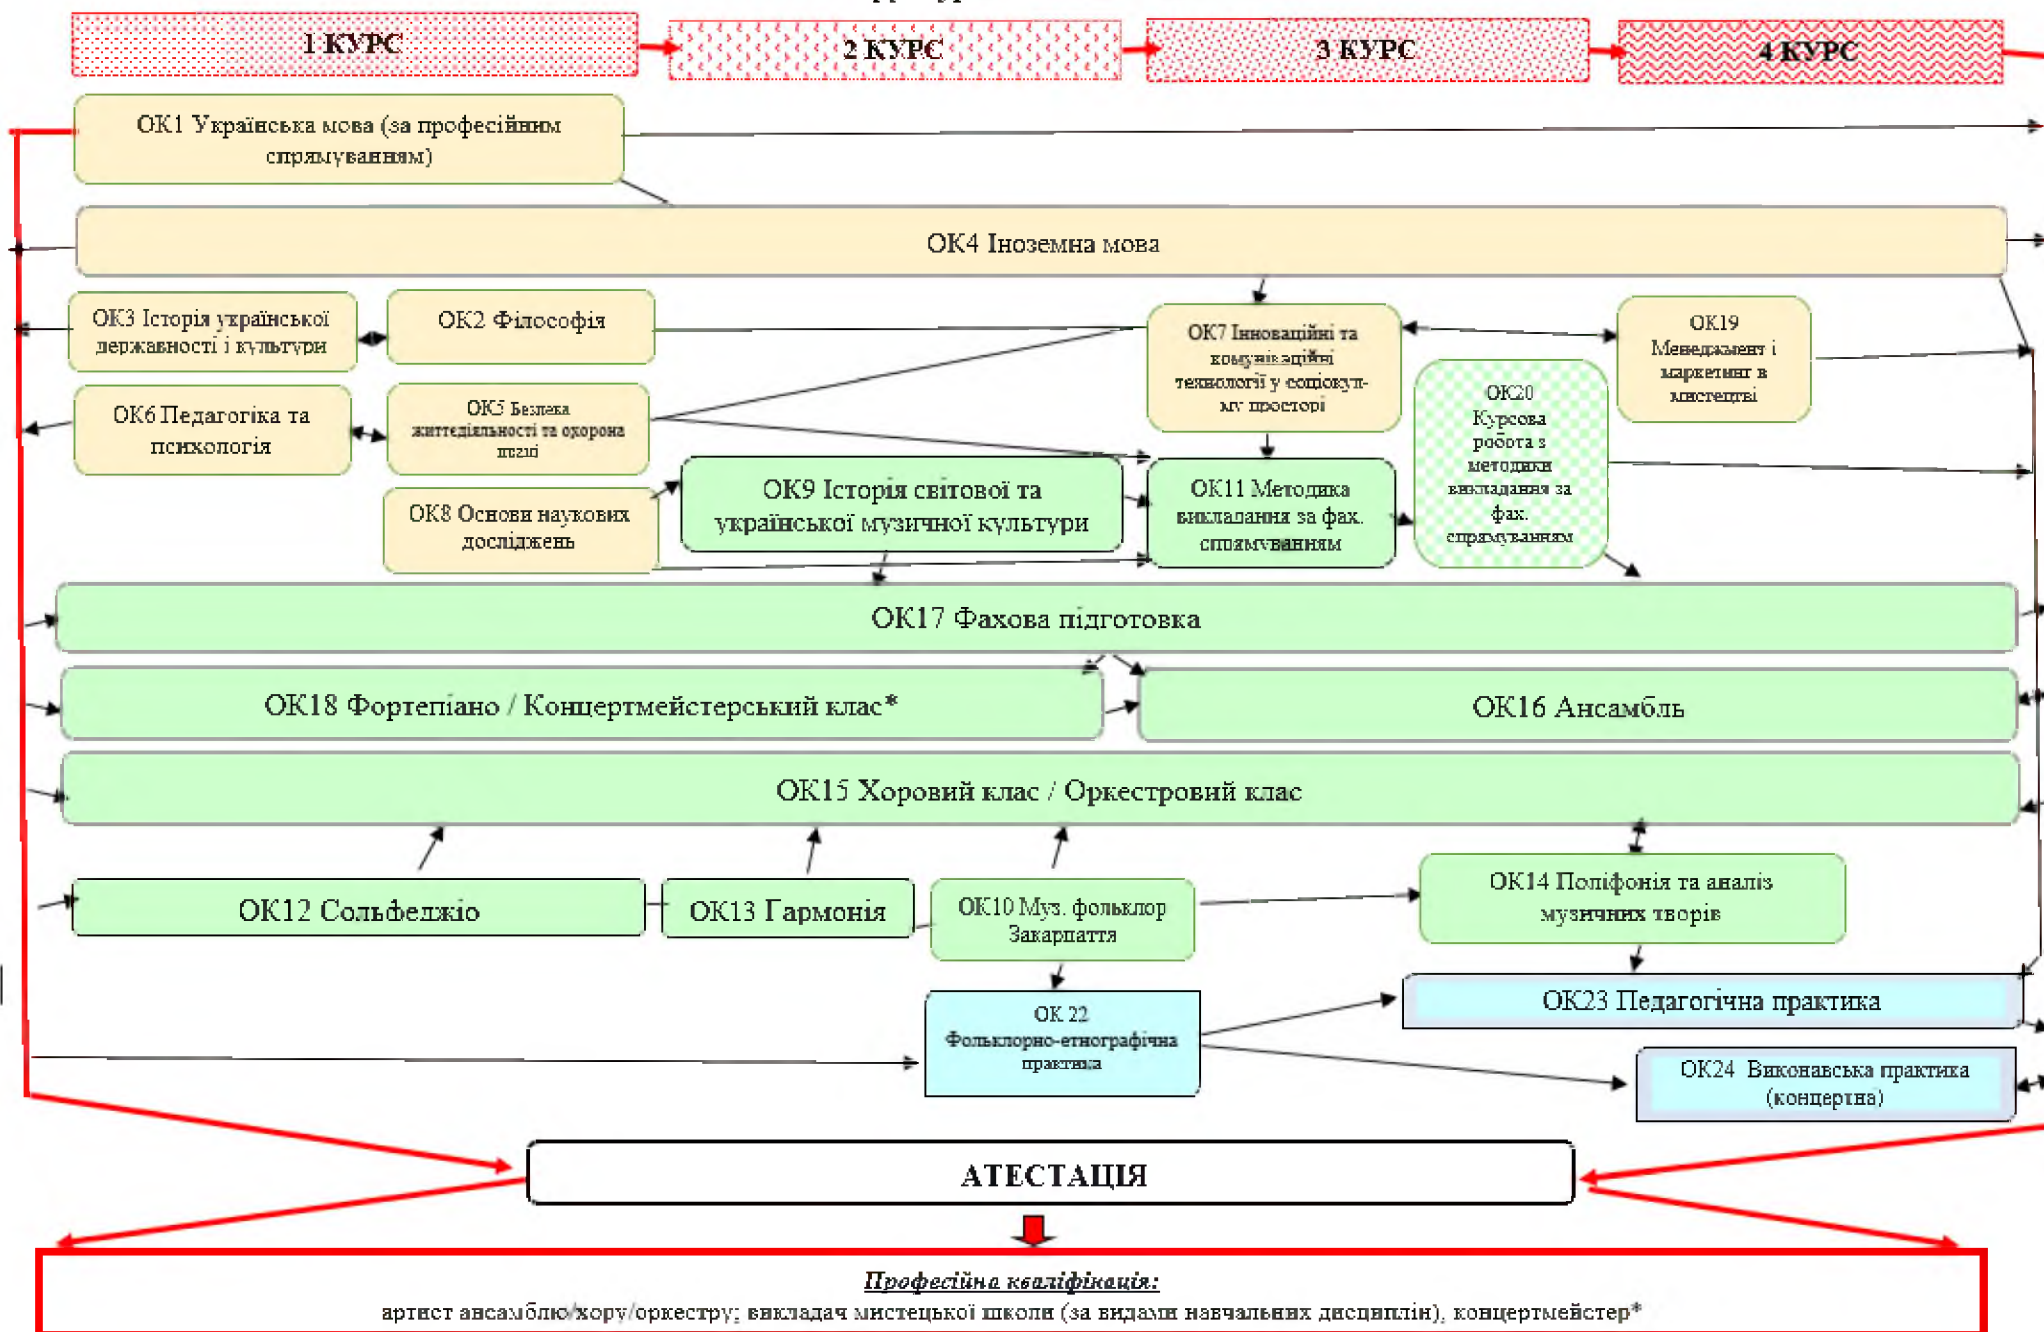 1 КУРС
2 КУРС
3 КУРС
4 КУРС
ОК1 Українська мова (за професійним
спрямуванням)
ОК4 Іноземна мова
ОК3 Історія української
державності і культури
ОК2 Філософія
ОК7 Інноваційні та
комунікаційні
технології у соціокул-
му просторі
ОК19
Менеджмент і
маркетинг в
мистецтві
ОК6 Педагогіка та
психологія
ОК5 Безпека
життєдіяльності та охорона
праці
ОК20
Курсова
робота з
методики
викладання за
фах.
спрямуванням
ОК8 Основи наукових
досліджень
ОК9 Історія світової та
української музичної культури
ОК11 Методика
викладання за фах.
спрямуванням
ОК17 Фахова підготовка
ОК18 Фортепіано / Концертмейстерський клас*
ОК16 Ансамбль
ОК15 Хоровий клас / Оркестровий клас
ОК12 Сольфеджіо
ОК13 Гармонія
ОК10 Муз. фольклор
Закарпаття
ОК14 Поліфонія та аналіз
музичних творів
ОК 22
Фольклорно-етнографічна
практика
ОК23 Педагогічна практика
ОК24 Виконавська практика
(концертна)
АТЕСТАЦІЯ
Професійна кваліфікація:
артист ансамблю/хору/оркестру; викладач мистецької школи (за видами навчальних дисциплін), концертмейстер*